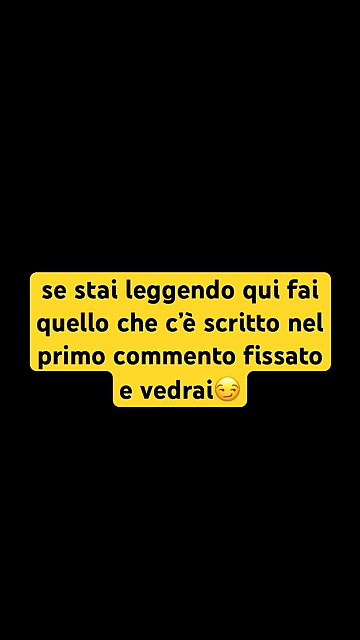 se stai leggendo qui fai
quello che c’è scritto nel
primo commento fissato
e vedrai😏